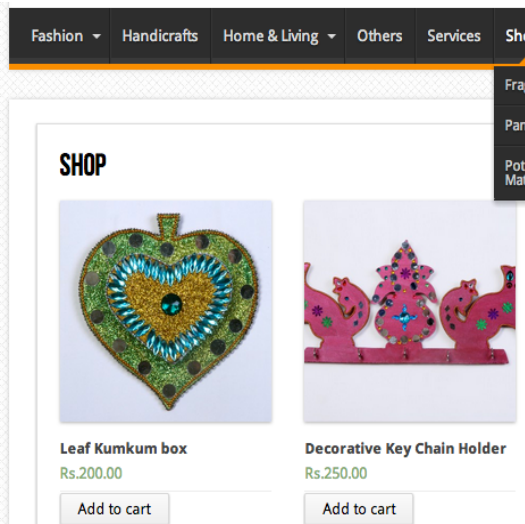 Fashion Handicrafts Home & Living Others Services
SHOP
Leaf Kumkum box
Rs.200.00
Add to cart
Decorative Key Chain Holder
Rs.250.00
Add to cart